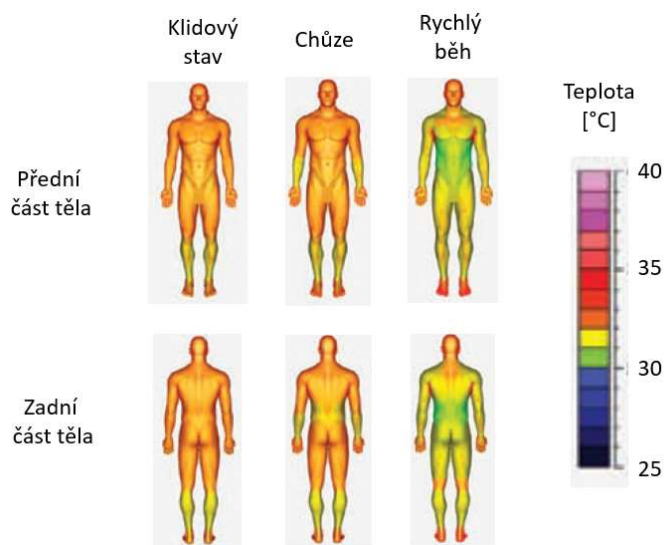 Klidový
stav
Chůze
Rychlý
běh
Teplota
[°C]
Přední
část těla
Zadní
část těla
40
35
30
25